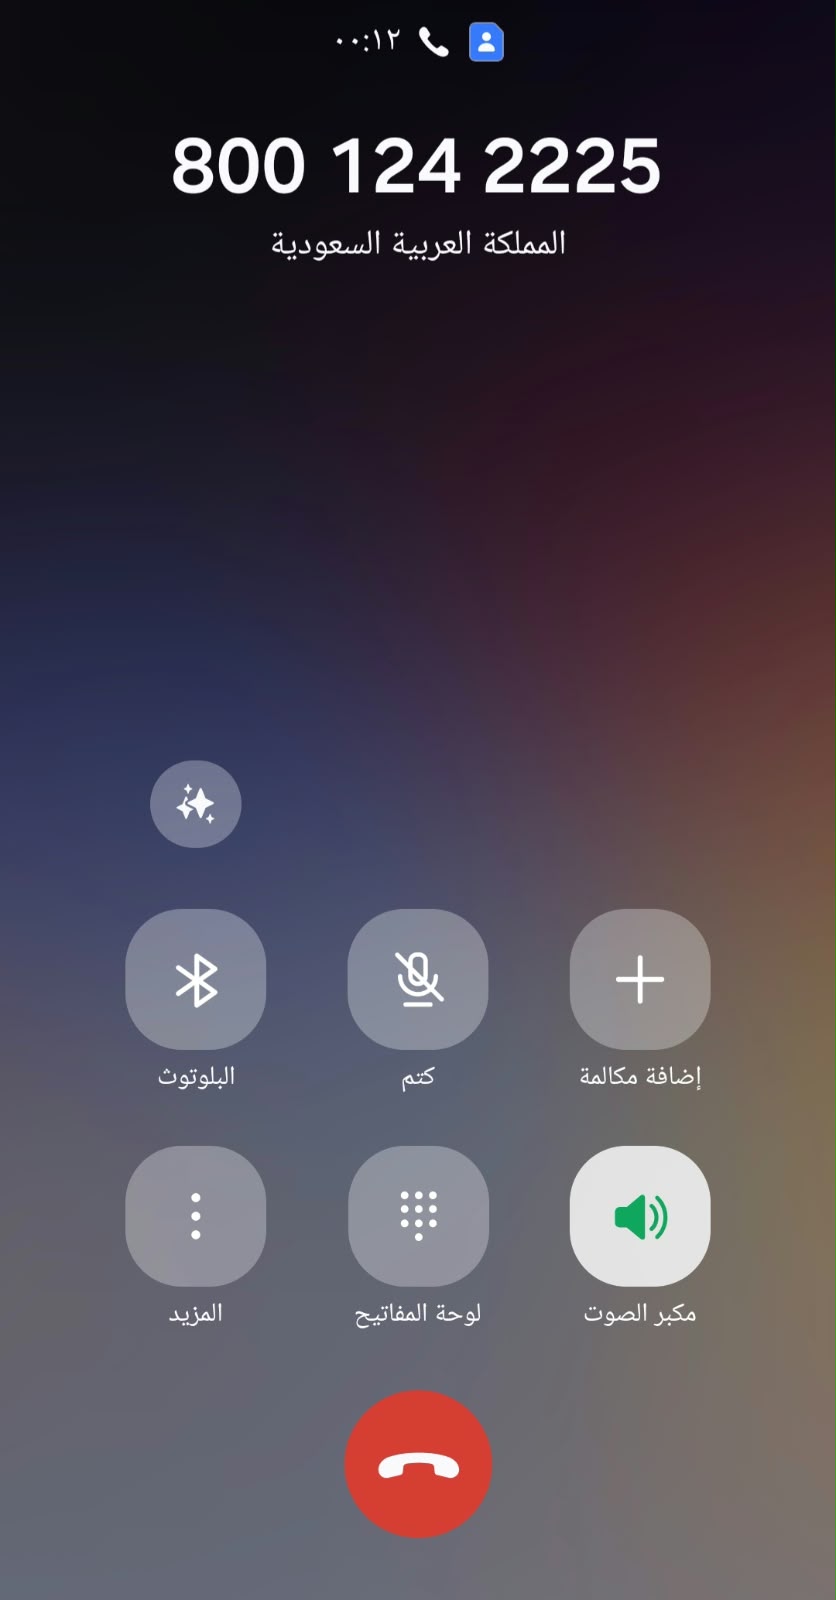 ٠٠:١٢
800 124 2225
المملكة العربية السعودية
إضافة مكالمة
كتم
البلوتوث
مكبر الصوت
لوحة المفاتيح
المزيد